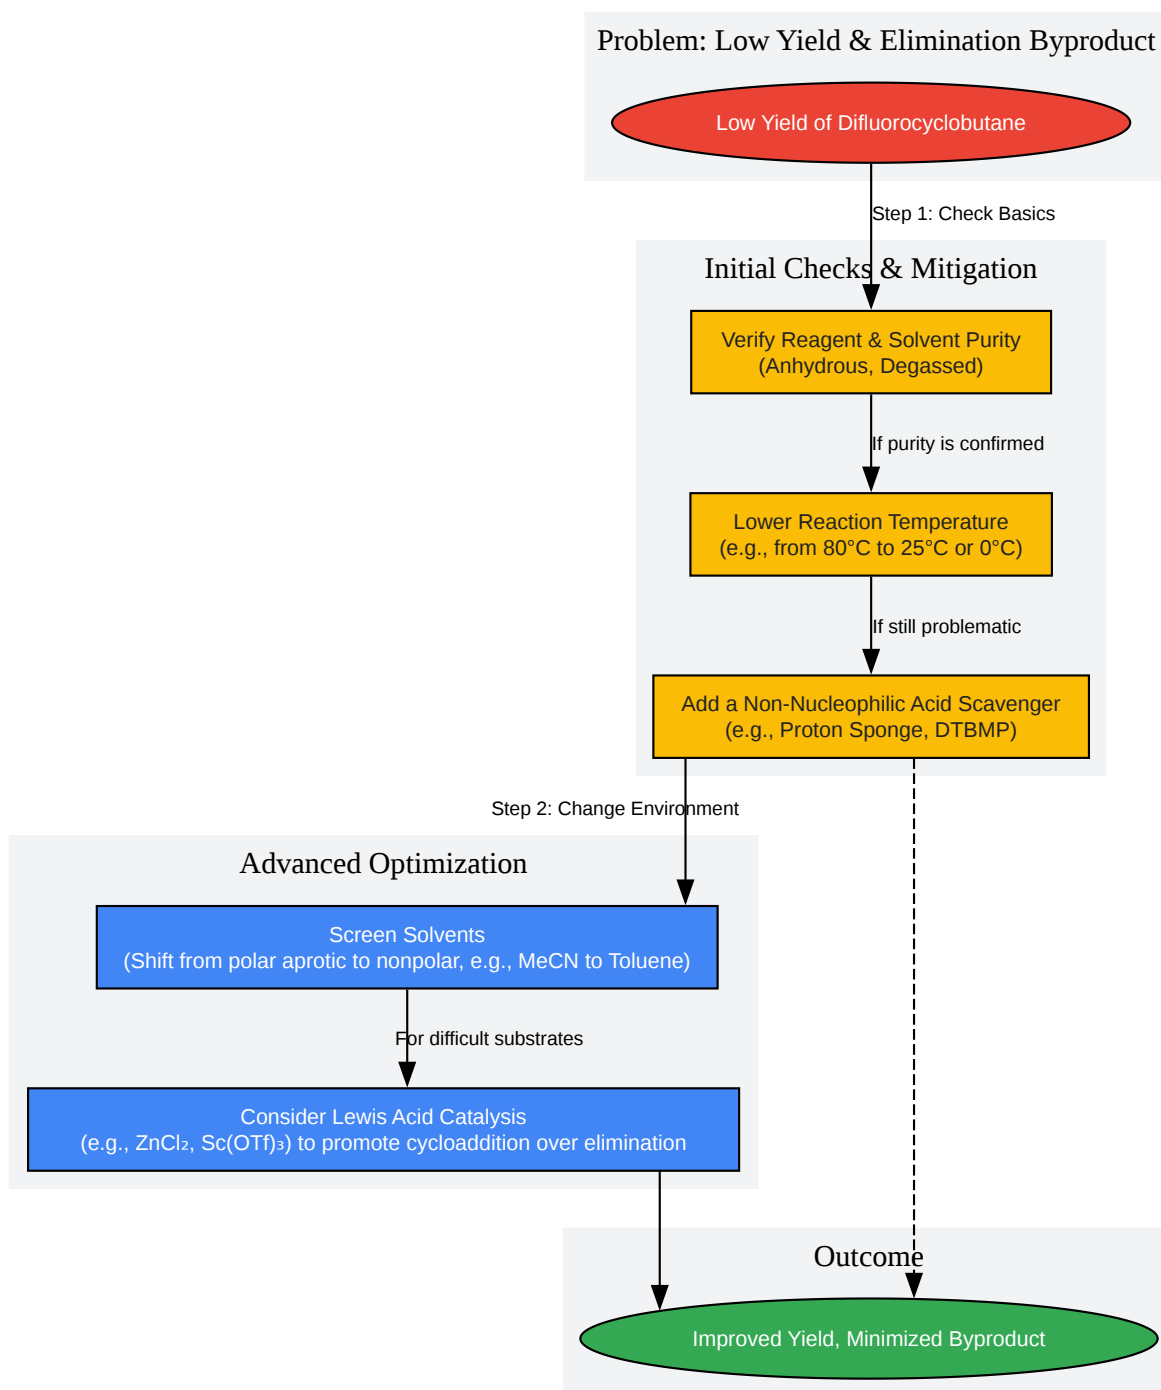 Problem: Low Yield & Elimination Byproduct
Low Yield of Difluorocyclobutane
Step 1: Check Basics
Initial Checks & Mitigation
Verify Reagent & Solvent Purity
(Anhydrous, Degassed)
If purity is confirmed
Lower Reaction Temperature
(e.g., from 80°C to 25°C or 0°C)
If still problematic
Add a Non-Nucleophilic Acid Scavenger
(e.g., Proton Sponge, DTBMP)
Step 2: Change Environment
Advanced Optimization
Screen Solvents
(Shift from polar aprotic to nonpolar, e.g., MeCN to Toluene)
For difficult substrates
Consider Lewis Acid Catalysis
(e.g., ZnCl₂, Sc(OTf)₃) to promote cycloaddition over elimination
Outcome
Improved Yield, Minimized Byproduct